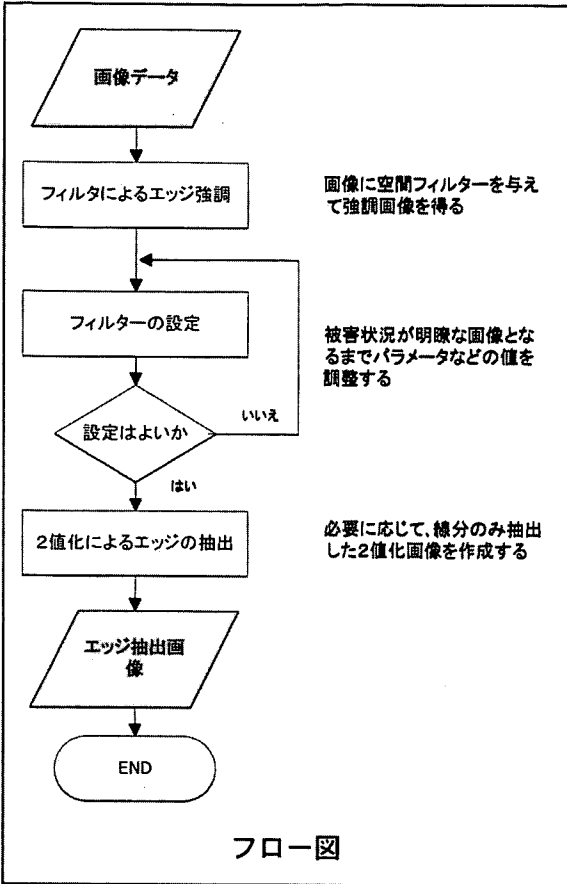 画像データ
フィルタによるエッジ強調
画像に空間フィルターを与え
て強調画像を得る
フィルターの設定
被害状況が明瞭な画像とな
るまでパラメータなどの値を
調整する
設定はよいか
いいえ
はい
2値化によるエッジの抽出
必要に応じて、線分のみ抽出
した2値化画像を作成する
エッジ抽出画
像
END
フロー図